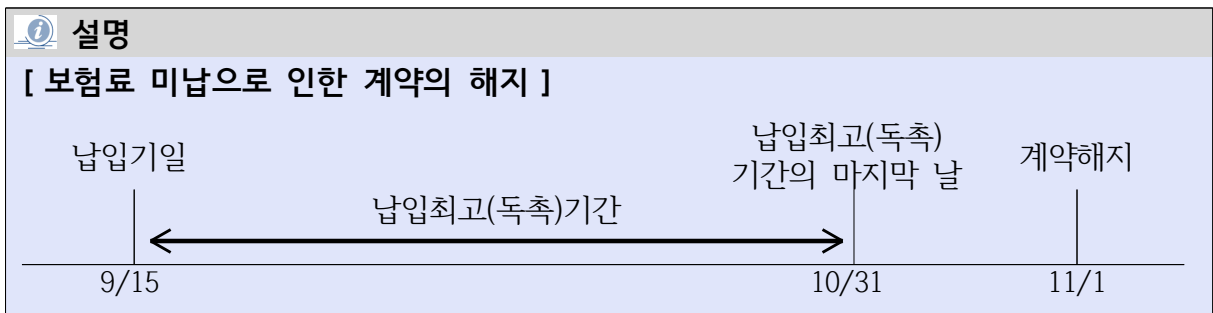 설명
[ 보험료 미납으로 인한 계약의 해지 ]
납입기일
납입최고(독촉)
기간의 마지막 날
계약해지
납입최고(독촉)기간
9/15
10/31
11/1